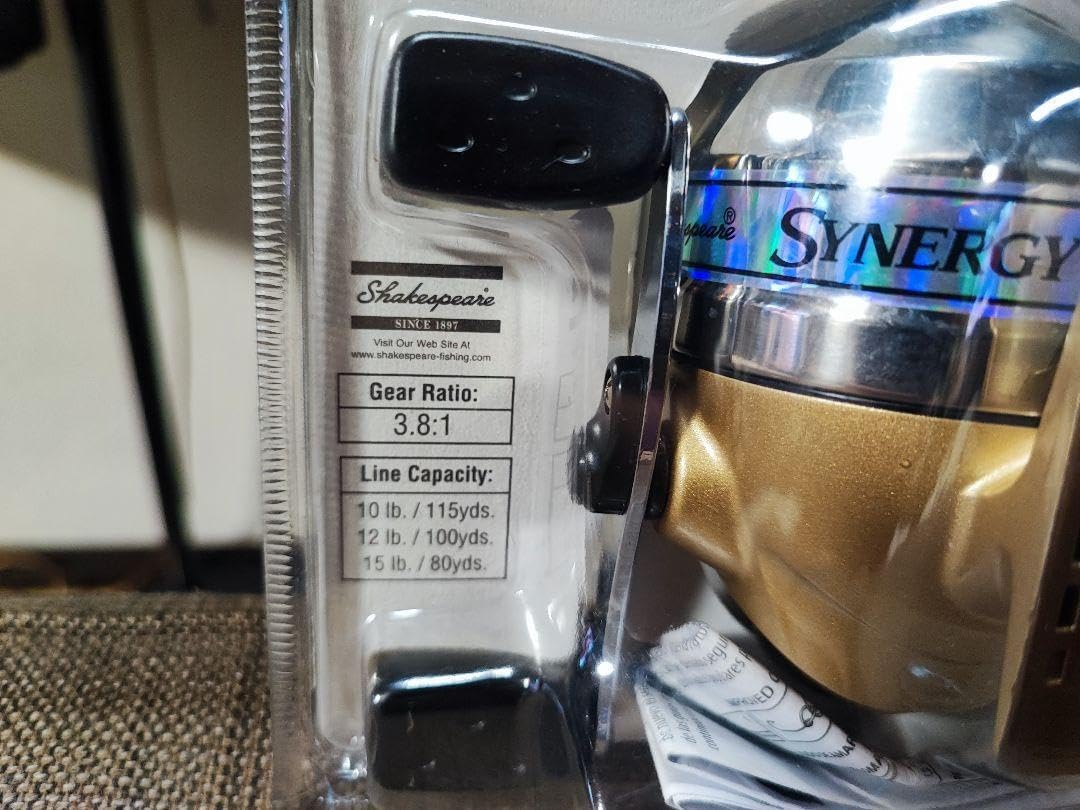 Shakespeare
SINCE 1897
Visit Our Web Site At
www.shakespeare-fishing.com
Gear Ratio:
3.8:1
Line Capacity:
10 lb. / 115yds.
12 lb. / 100yds.
15 lb. / 80yds.
speare®
SYNERGY